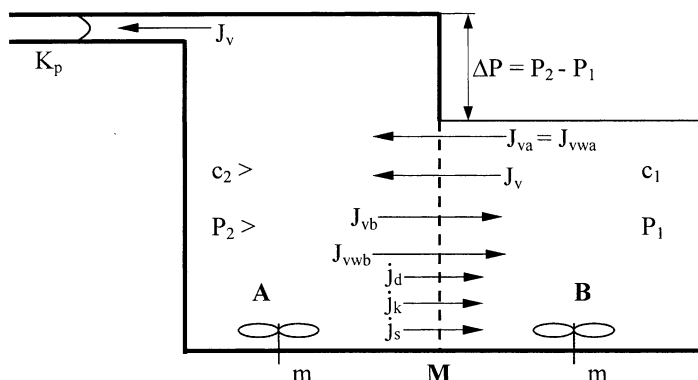 J_v
K_p
ΔP = P_2 - P_1
J_va = J_vwa
c_2 > J_v c_1
J_vb
P_2 > P_1
J_vwb
j_d
A j_k B
j_s
m M m